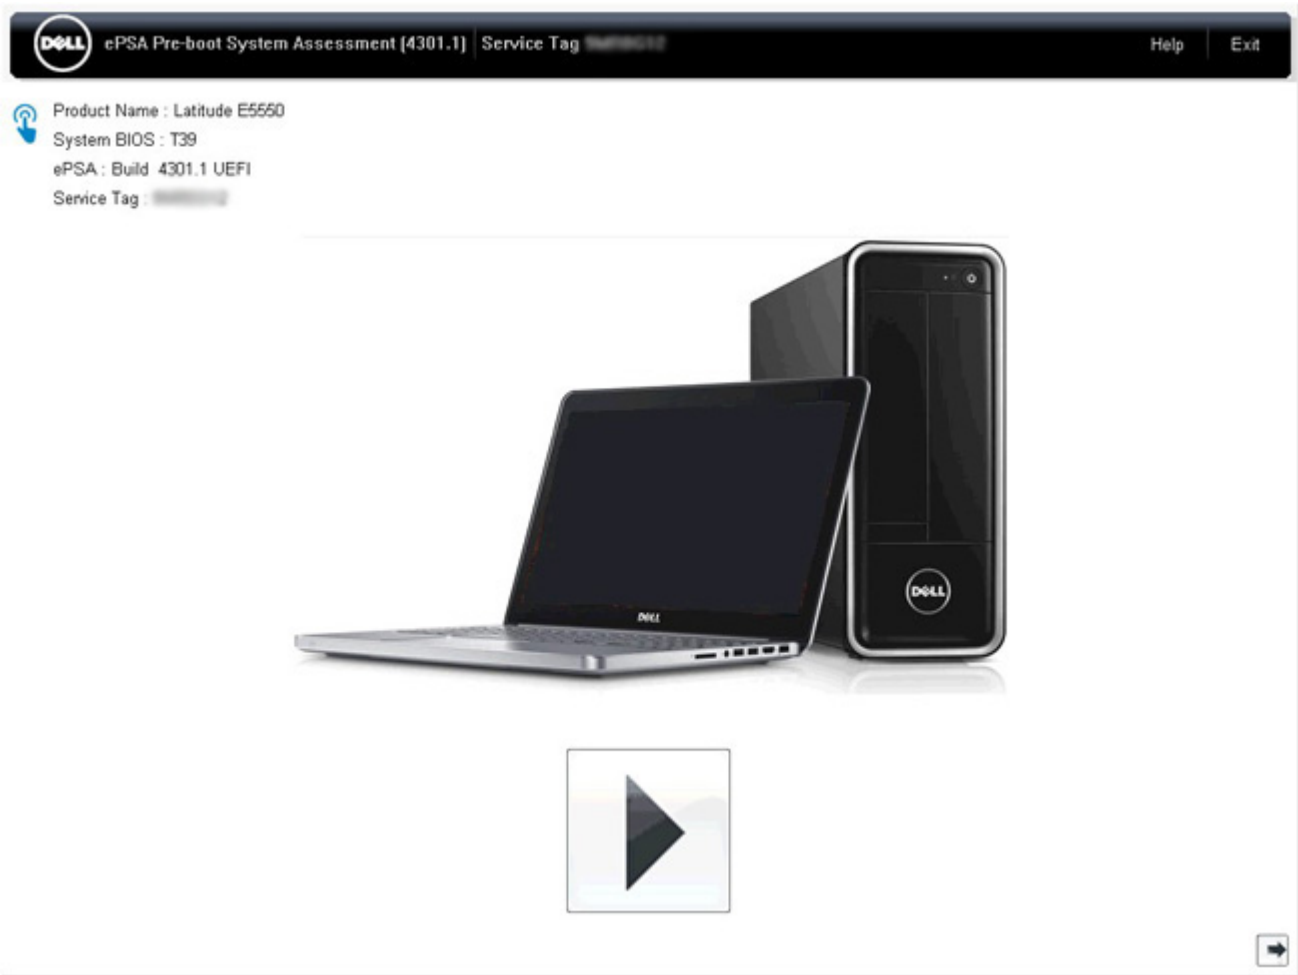 DELL ePSA Pre-boot System Assessment (4301.1) Service Tag Help Exit
Product Name : Latitude E5550
System BIOS : T39
ePSA : Build 4301.1 UEFI
Service Tag :
DELL
DELL